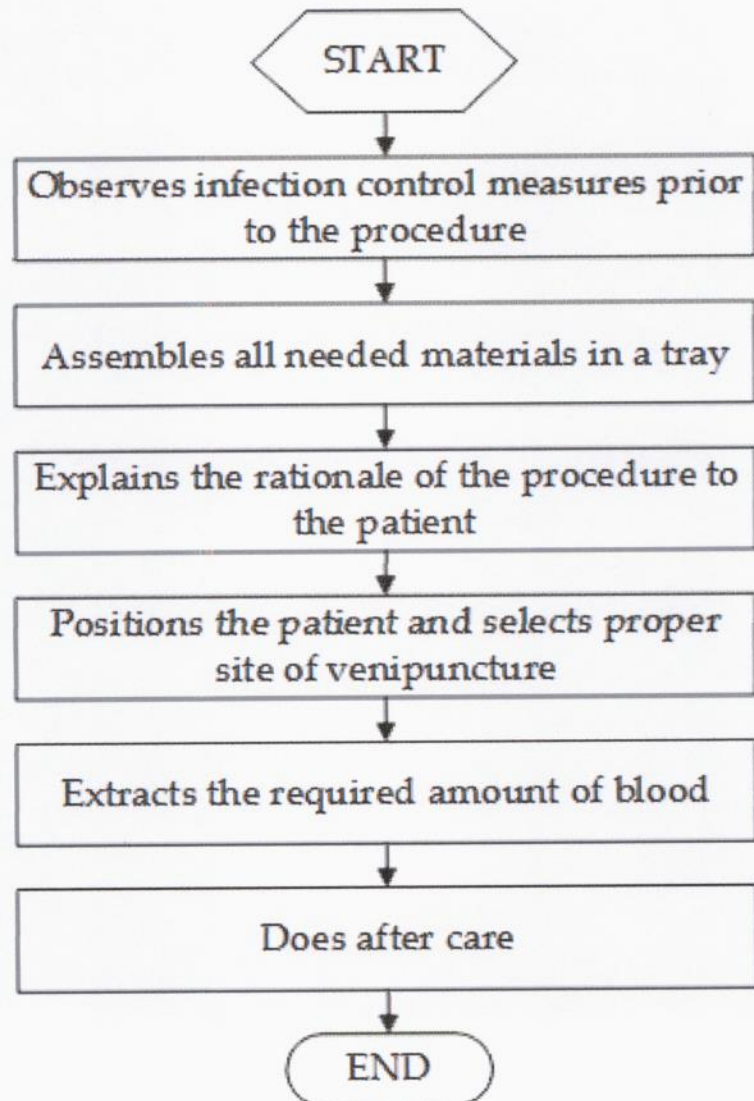 START
Observes infection control measures prior
to the procedure
Assembles all needed materials in a tray
Explains the rationale of the procedure to
the patient
Positions the patient and selects proper
site of venipuncture
Extracts the required amount of blood
Does after care
END